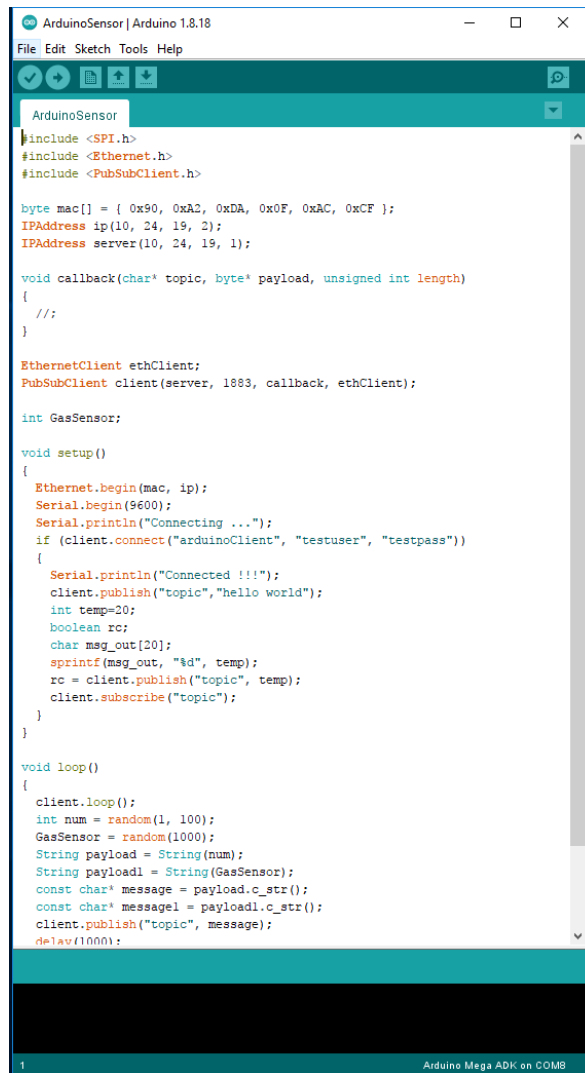 ArduinoSensor | Arduino 1.8.18
File Edit Sketch Tools Help
ArduinoSensor
#include <SPI.h>
#include <Ethernet.h>
#include <PubSubClient.h>
byte mac[] = { 0x90, 0xA2, 0xDA, 0x0F, 0xAC, 0xCF };
IPAddress ip(10, 24, 19, 2);
IPAddress server(10, 24, 19, 1);
void callback(char* topic, byte* payload, unsigned int length)
{
  //;
}
EthernetClient ethClient;
PubSubClient client(server, 1883, callback, ethClient);
int GasSensor;
void setup()
{
  Ethernet.begin(mac, ip);
  Serial.begin(9600);
  Serial.println("Connecting ...");
  if (client.connect("arduinoClient", "testuser", "testpass"))
  {
    Serial.println("Connected !!!");
    client.publish("topic","hello world");
    int temp=20;
    boolean rc;
    char msg_out[20];
    sprintf(msg_out, "%d", temp);
    rc = client.publish("topic", temp);
    client.subscribe("topic");
  }
}
void loop()
{
  client.loop();
  int num = random(1, 100);
  GasSensor = random(1000);
  String payload = String(num);
  String payload1 = String(GasSensor);
  const char* message = payload.c_str();
  const char* message1 = payload1.c_str();
  client.publish("topic", message);
  delay(1000);
1
Arduino Mega ADK on COM8